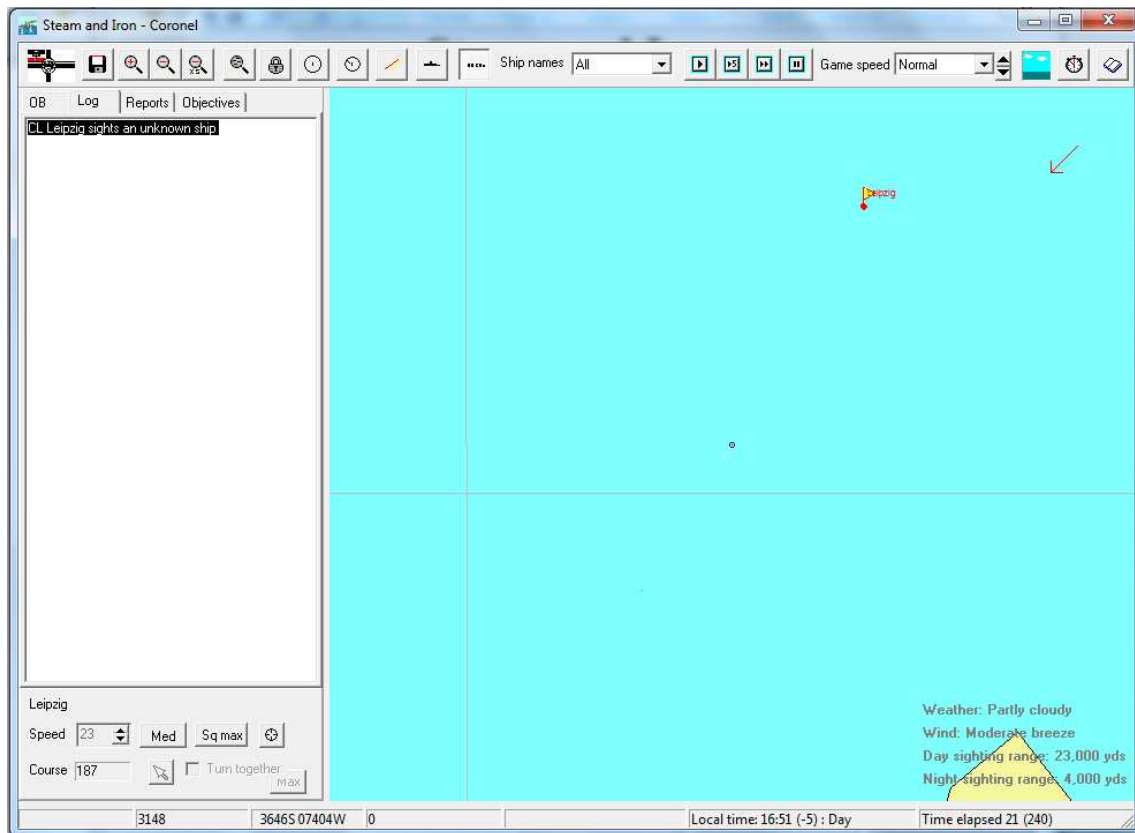 Steam and Iron - Coronel
Ship names All Game speed Normal
OB Log Reports Objectives
CL Leipzig sights an unknown ship
Leipzig
Weather: Partly cloudy
Wind: Moderate breeze
Day sighting range: 23,000 yds
Night sighting range: 4,000 yds
Leipzig
Speed 23 Med Sq max
Course 187 Turn together
max
3148 3646S 07404W 0 Local time: 16:51 (-5) : Day Time elapsed 21 (240)